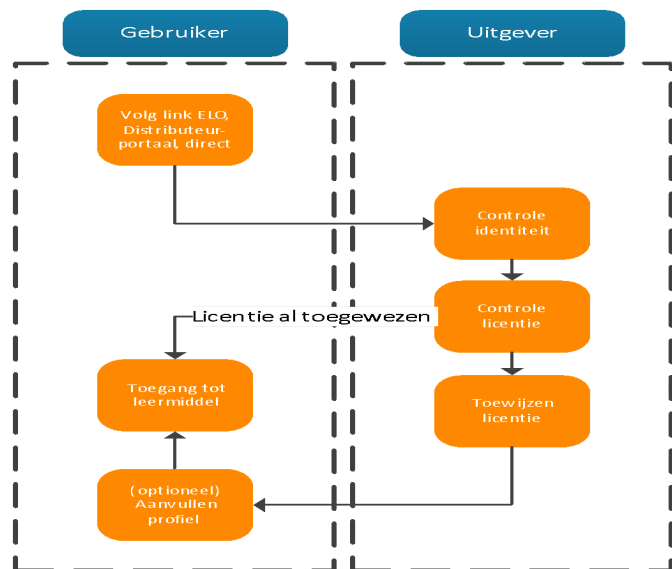 Gebruiker
Uitgever
Volg link ELO,
Distributeur-
portaal, direct
Controle
identiteit
Licentie al toegewezen
Controle
licentie
Toegang tot
leermiddel
Toewijzen
licentie
(optioneel)
Aanvullen
profiel